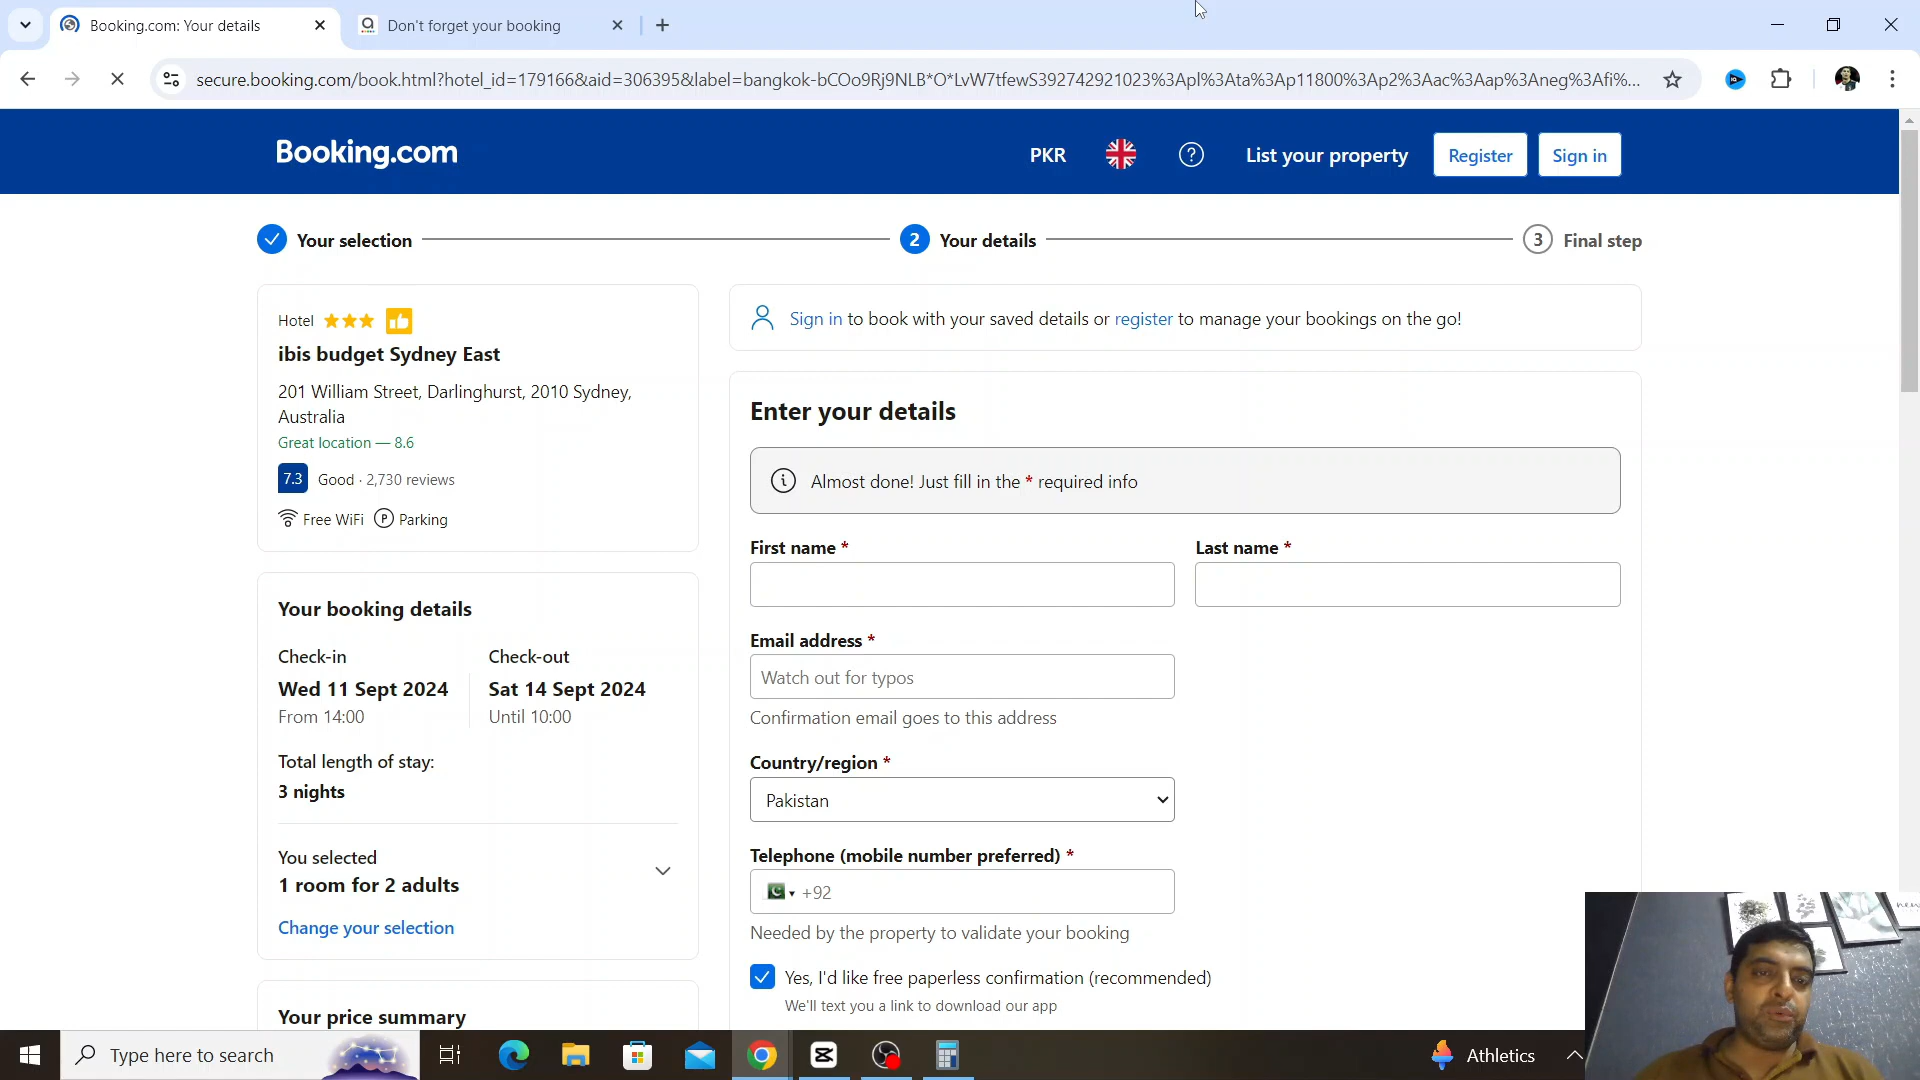 Booking.com: Your details
Don't forget your booking
secure.booking.com/book.html?hotel_id=179166&aid=306395&label=bangkok-bCOo9Rj9NLB*O*LvW7tfewS392742921023%3Apl%3Ata%3Ap11800%3Ap2%3Aac%3Aap%3Aneg%3Afi%...
Booking.com
PKR
List your property
Register
Sign in
Your selection
2 Your details
3 Final step
Hotel
ibis budget Sydney East
201 William Street, Darlinghurst, 2010 Sydney,
Australia
Great location — 8.6
7.3 Good · 2,730 reviews
Free WiFi P Parking
Your booking details
Check-in
Check-out
Wed 11 Sept 2024
Sat 14 Sept 2024
From 14:00
Until 10:00
Total length of stay:
3 nights
You selected
1 room for 2 adults
Change your selection
Your price summary
Sign in to book with your saved details or register to manage your bookings on the go!
Enter your details
Almost done! Just fill in the * required info
First name *
Last name *
Email address *
Watch out for typos
Confirmation email goes to this address
Country/region *
Pakistan
Telephone (mobile number preferred) *
+92
Needed by the property to validate your booking
Yes, I'd like free paperless confirmation (recommended)
We'll text you a link to download our app
Type here to search
Athletics